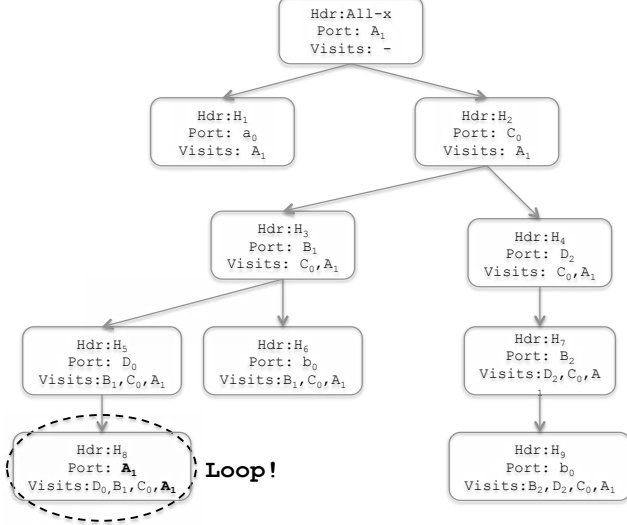 Hdr:All-x
Port: A₁
Visits: -
Hdr:H₁
Port: a₀
Visits: A₁
Hdr:H₂
Port: C₀
Visits: A₁
Hdr:H₃
Port: B₁
Visits: C₀,A₁
Hdr:H₄
Port: D₂
Visits: C₀,A₁
Hdr:H₅
Port: D₀
Visits:B₁,C₀,A₁
Hdr:H₆
Port: b₀
Visits:B₁,C₀,A₁
Hdr:H₇
Port: B₂
Visits:D₂,C₀,A
₁
Hdr:H₈
Port: A₁
Visits:D₀,B₁,C₀,A₁
Loop!
Hdr:H₉
Port: b₀
Visits:B₂,D₂,C₀,A₁